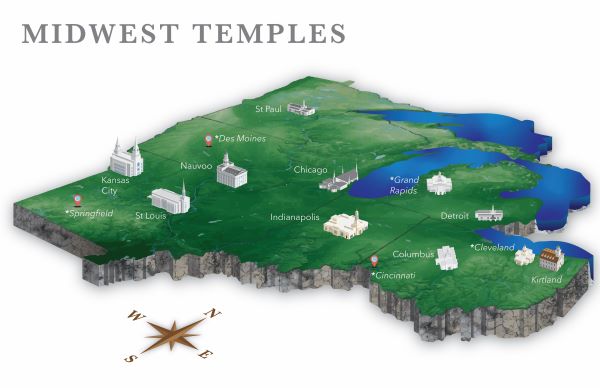 MIDWEST TEMPLES
St Paul
*Des Moines
Nauvoo
Chicago
Kansas
City
*Grand
Rapids
*Springfield
St Louis
Indianapolis
Detroit
Columbus
*Cleveland
*Cincinnati
Kirtland
W
N
S
E